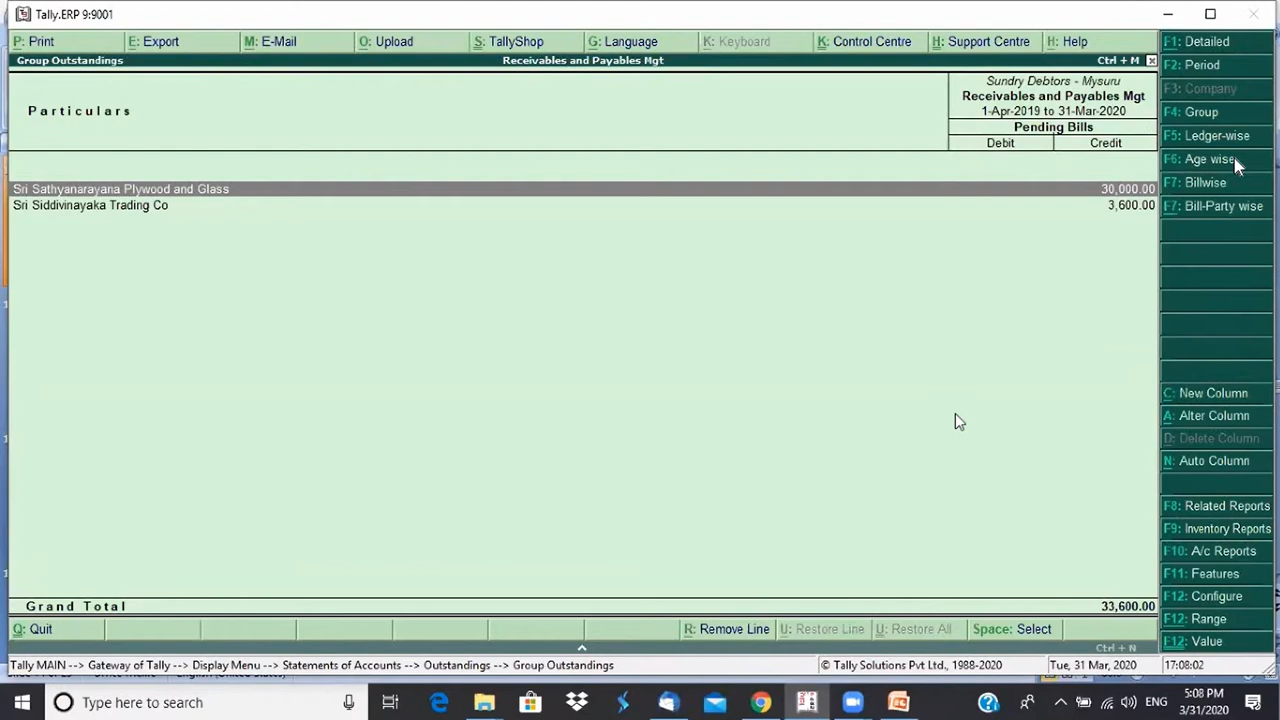 Tally.ERP 9:9001
P: Print E: Export M: E-Mail O: Upload S: TallyShop G: Language K: Keyboard K: Control Centre H: Support Centre H: Help
Group Outstandings Receivables and Payables Mgt Ctrl + M
Particulars
Sundry Debtors - Mysuru
Receivables and Payables Mgt
1-Apr-2019 to 31-Mar-2020
Pending Bills
Debit Credit
Sri Sathyanarayana Plywood and Glass 30,000.00
Sri Siddivinayaka Trading Co 3,600.00
Grand Total 33,600.00
F1: Detailed
F2: Period
F3: Company
F4: Group
F5: Ledger-wise
F6: Age wise
F7: Billwise
F7: Bill-Party wise
C: New Column
A: Alter Column
D: Delete Column
N: Auto Column
F8: Related Reports
F9: Inventory Reports
F10: A/c Reports
F11: Features
F12: Configure
F12: Range
F12: Value
Q: Quit R: Remove Line U: Restore Line U: Restore All Space: Select
Ctrl + N
Tally MAIN --> Gateway of Tally --> Display Menu --> Statements of Accounts --> Outstandings --> Group Outstandings © Tally Solutions Pvt Ltd., 1988-2020 Tue, 31 Mar, 2020 17:08:02
Type here to search
ENG
5:08 PM
3/31/2020